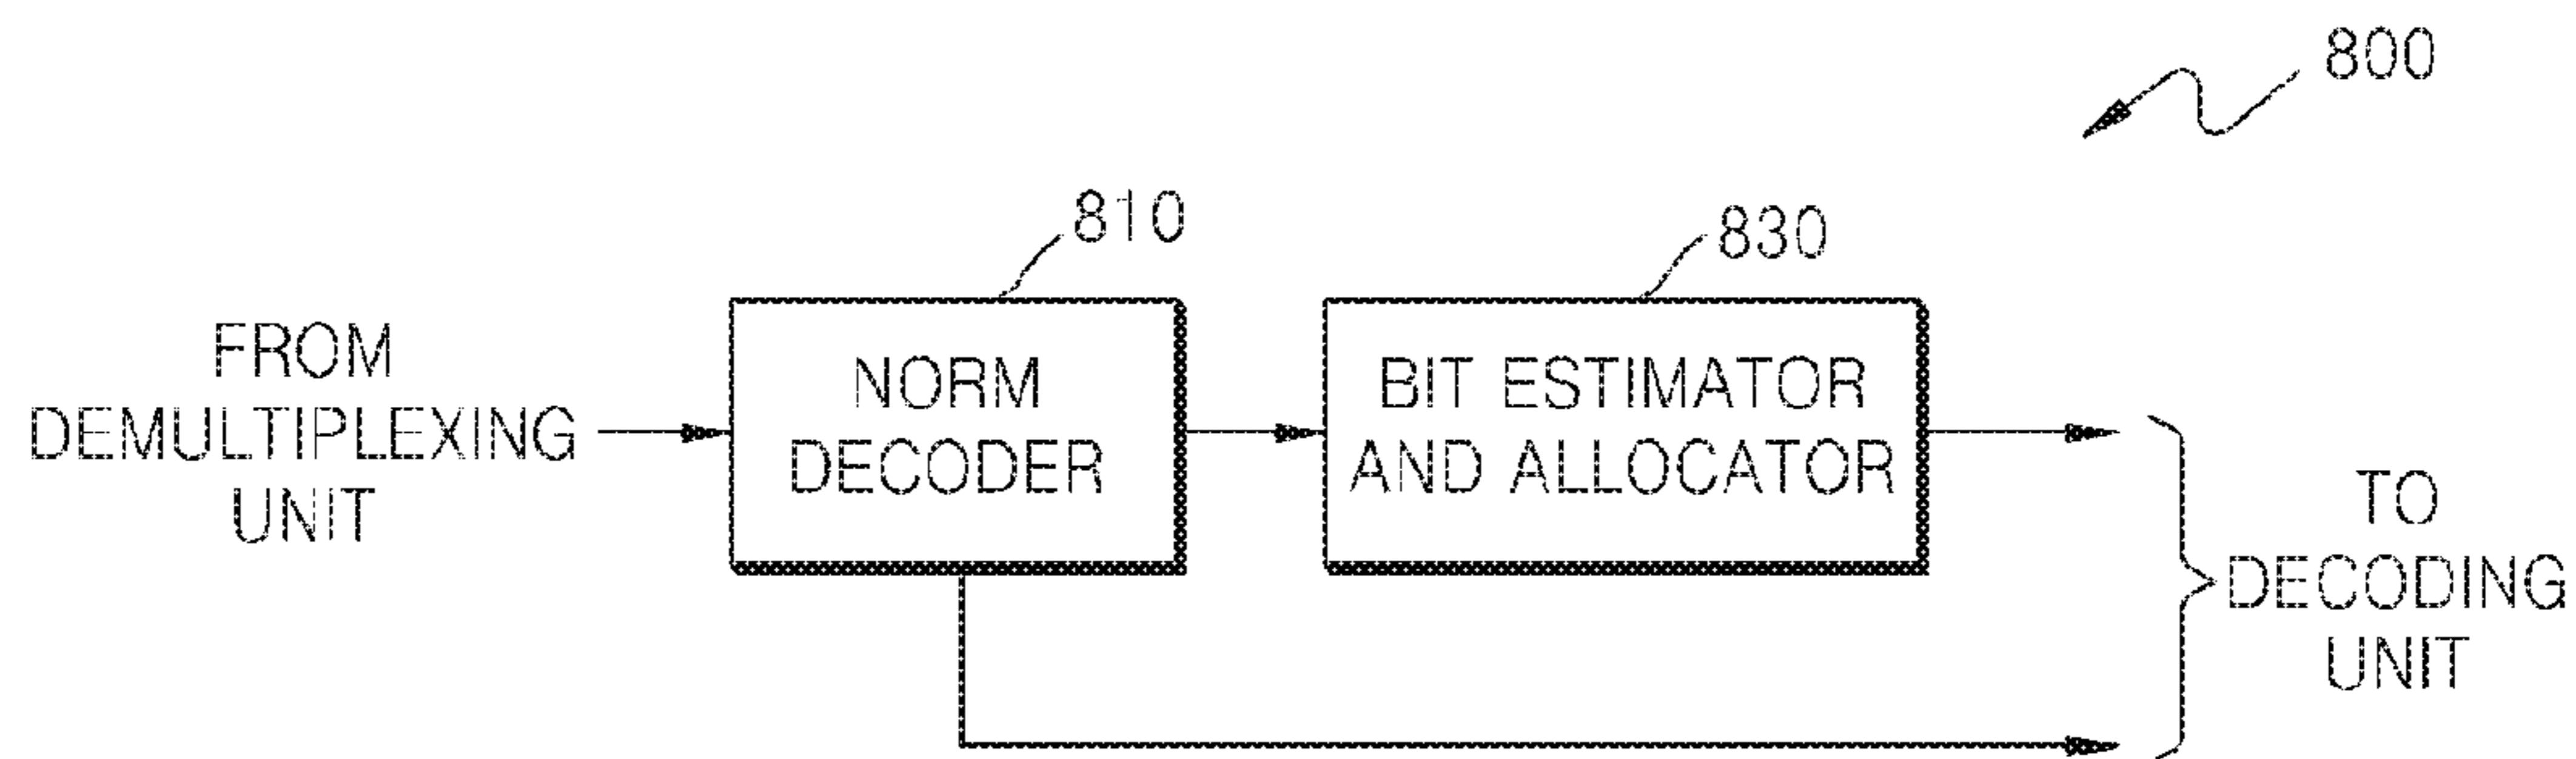 800
810
830
FROM
DEMULTIPLEXING
UNIT
NORM
DECODER
BIT ESTIMATOR
AND ALLOCATOR
TO
DECODING
UNIT